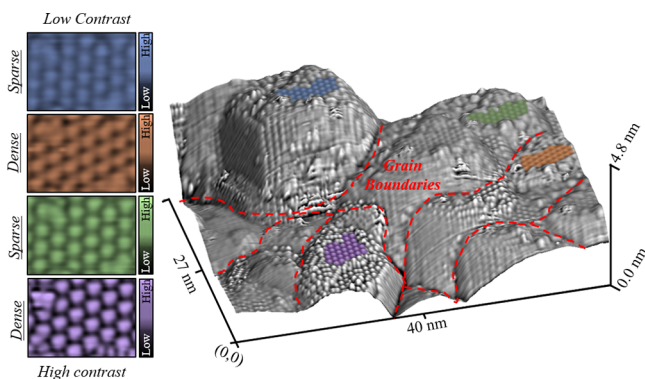 Low Contrast
Sparse
High
Low
Dense
High
Low
Sparse
High
Low
Dense
High
Low
High contrast
Grain
Boundaries
4.8 nm
0.0 nm
27 nm
40 nm
(0,0)